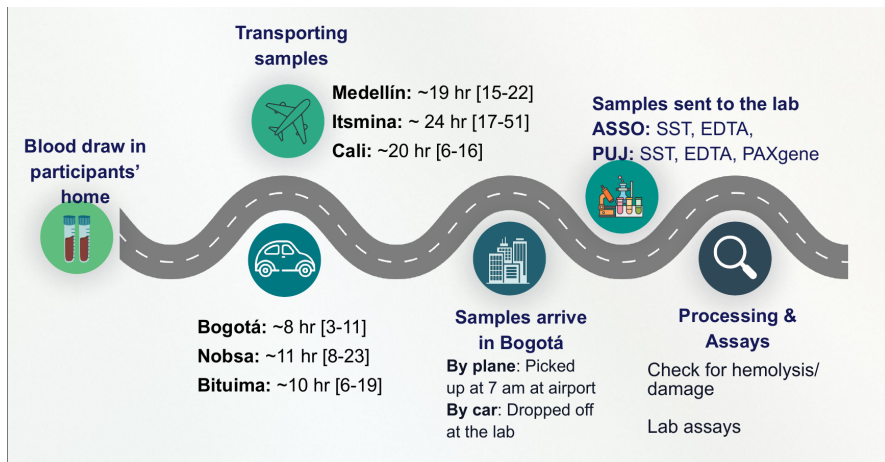 Blood draw in
participants'
home
Transporting
samples
Medellín: ~19 hr [15-22]
Itsmina: ~ 24 hr [17-51]
Cali: ~20 hr [6-16]
Bogotá: ~8 hr [3-11]
Nobsa: ~11 hr [8-23]
Bituima: ~10 hr [6-19]
Samples arrive
in Bogotá
By plane: Picked
up at 7 am at airport
By car: Dropped off
at the lab
Samples sent to the lab
ASSO: SST, EDTA,
PUJ: SST, EDTA, PAXgene
Processing &
Assays
Check for hemolysis/
damage
Lab assays